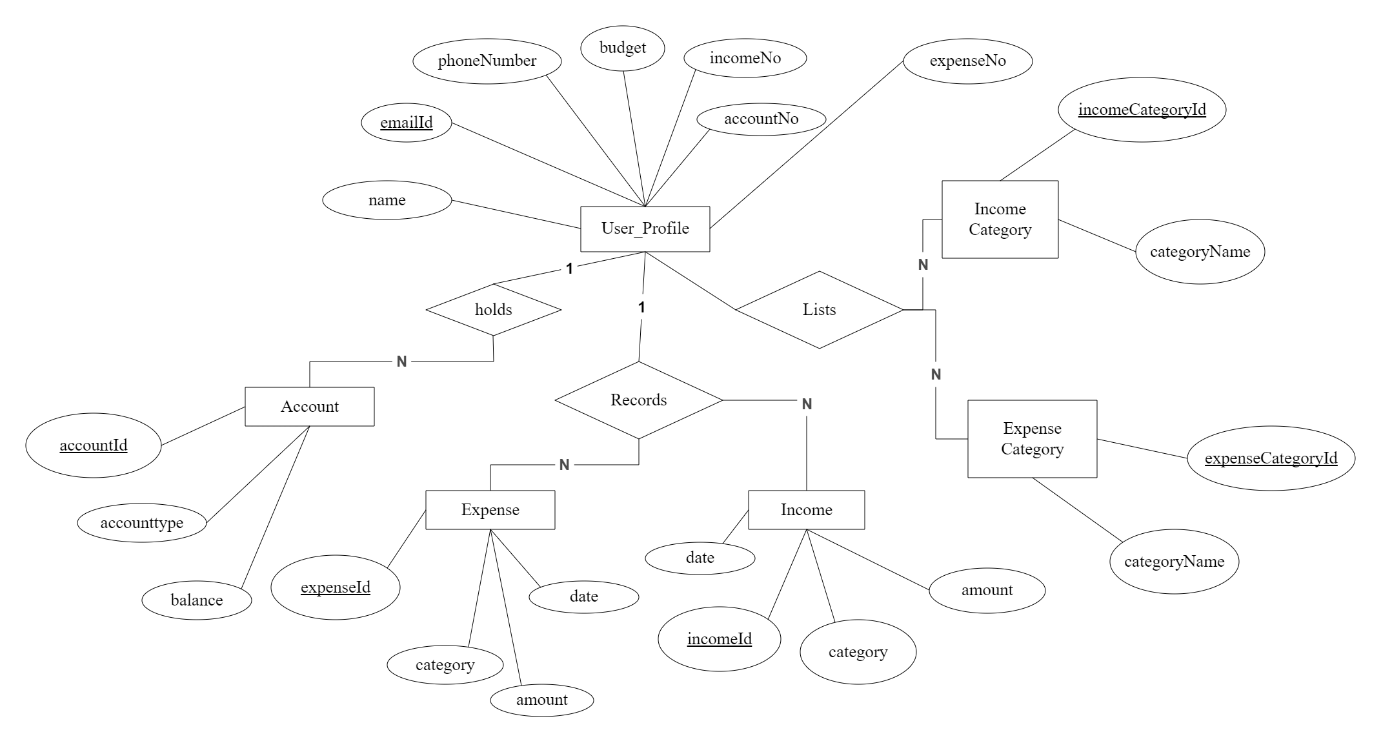 budget
phoneNumber
incomeNo
expenseNo
incomeCategoryId
emailId
accountNo
name
User_Profile
Income
Category
categoryName
1
N
holds
1
Lists
N
N
Account
Records
N
Expense
Category
accountId
expenseCategoryId
N
accounttype
Expense
Income
date
categoryName
balance
expenseId
date
amount
incomeId
category
category
amount